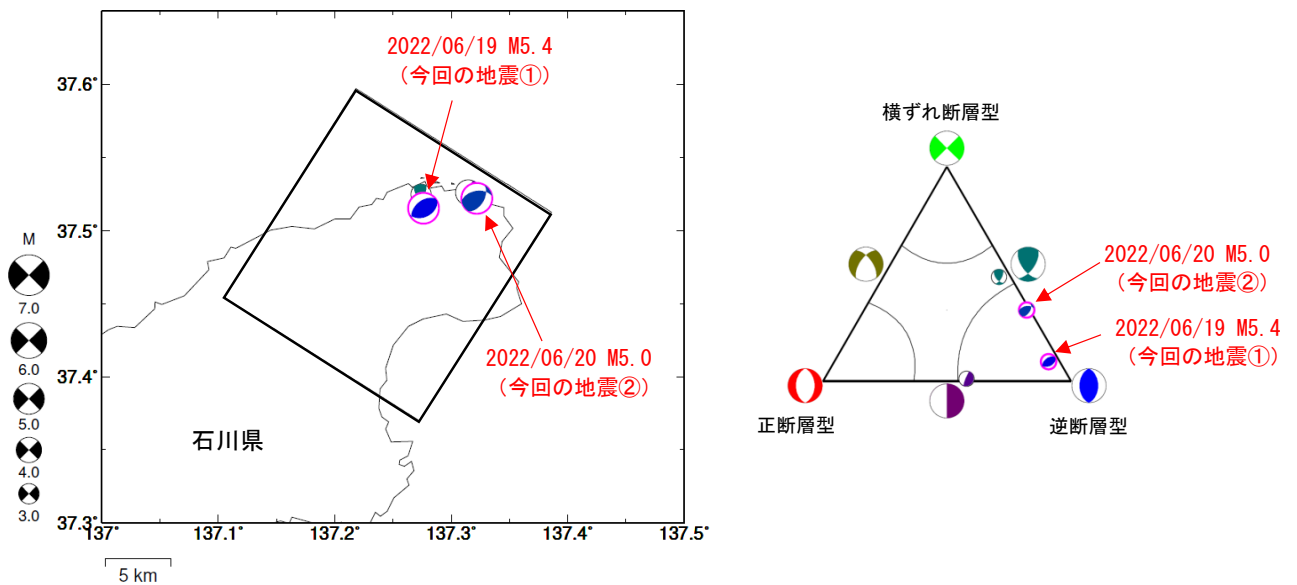 2022/06/19 M5.4
(今回の地震①)
37.6°
37.5°
37.4°
37.3°
137°
137.1°
137.2°
137.3°
137.4°
137.5°
M
7.0
6.0
5.0
4.0
3.0
2022/06/20 M5.0
(今回の地震②)
石川県
5 km
横ずれ断層型
2022/06/20 M5.0
(今回の地震②)
2022/06/19 M5.4
(今回の地震①)
正断層型
逆断層型